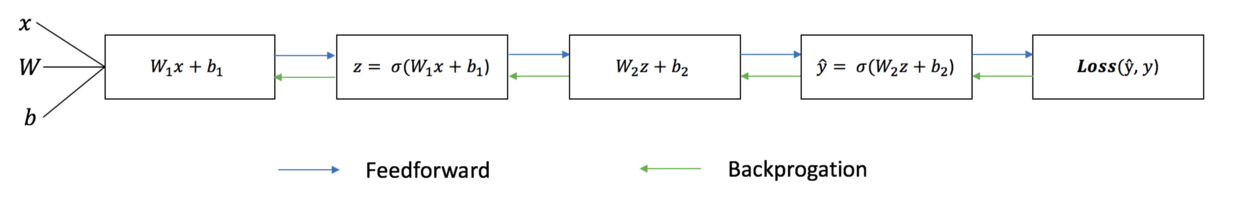 x
W
b
W₁x + b₁
z = σ(W₁x + b₁)
W₂z + b₂
ŷ = σ(W₂z + b₂)
Loss(ŷ, y)
Feedforward
Backprogation